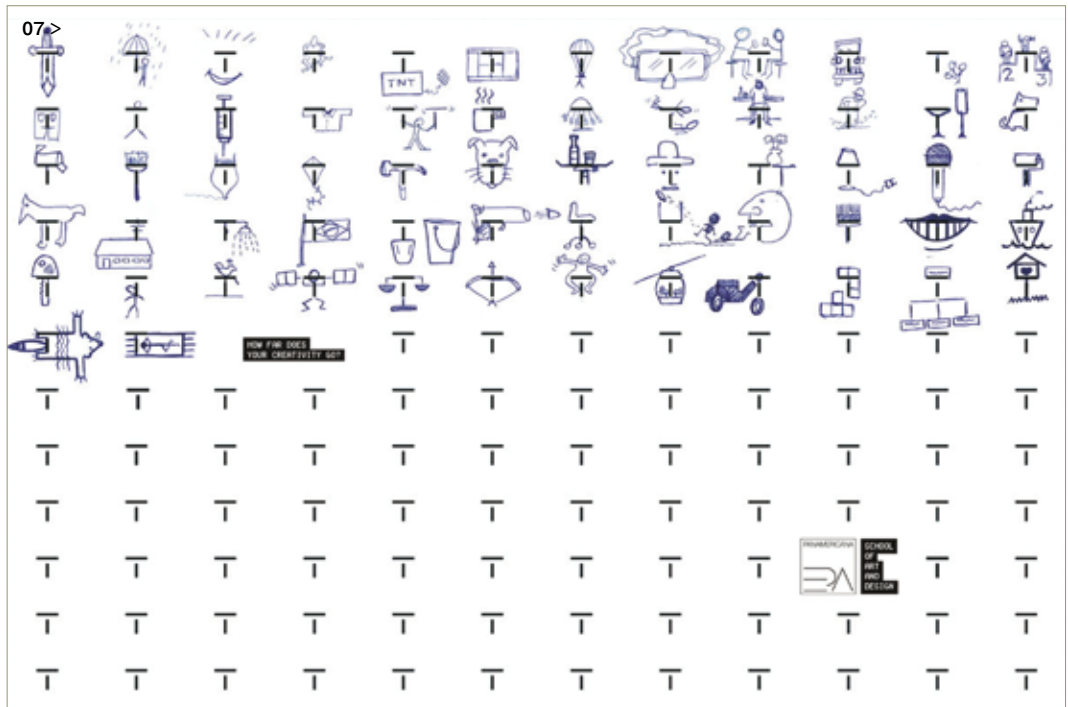 07>
TNT
2 3
HOW FAR DOES
YOUR CREATIVITY GO?
PANAMERICANA
SCHOOL
OF
ART
AND
DESIGN